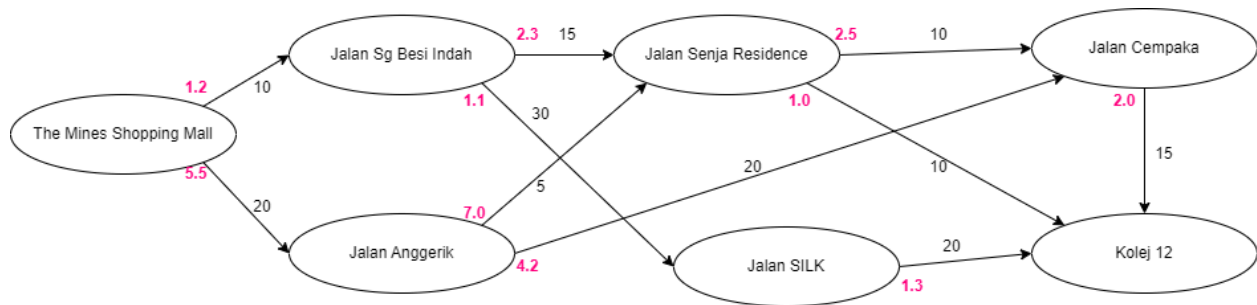 2.3
15
2.5
10
Jalan Cempaka
Jalan Sg Besi Indah
Jalan Senja Residence
1.2
10
1.1
1.0
2.0
30
The Mines Shopping Mall
15
5.5
20
10
5
20
7.0
Jalan Anggerik
20
Kolej 12
4.2
Jalan SILK
1.3